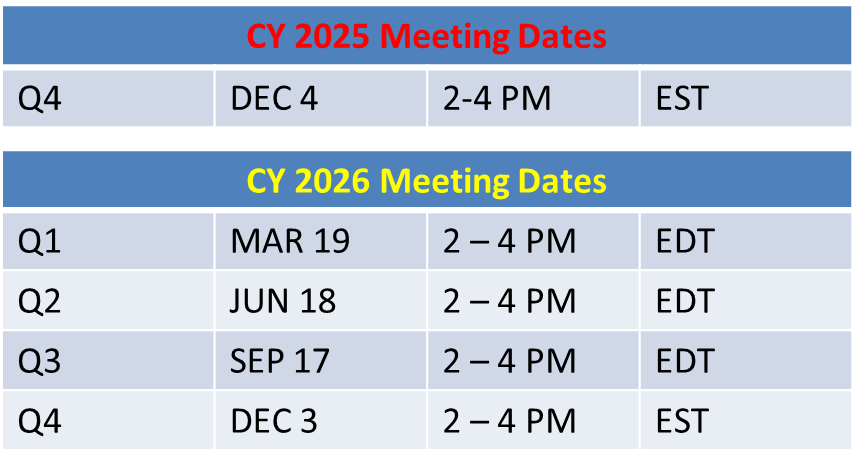 CY 2025 Meeting Dates
Q4 DEC 4 2-4 PM EST
CY 2026 Meeting Dates
Q1 MAR 19 2 – 4 PM EDT
Q2 JUN 18 2 – 4 PM EDT
Q3 SEP 17 2 – 4 PM EDT
Q4 DEC 3 2 – 4 PM EST